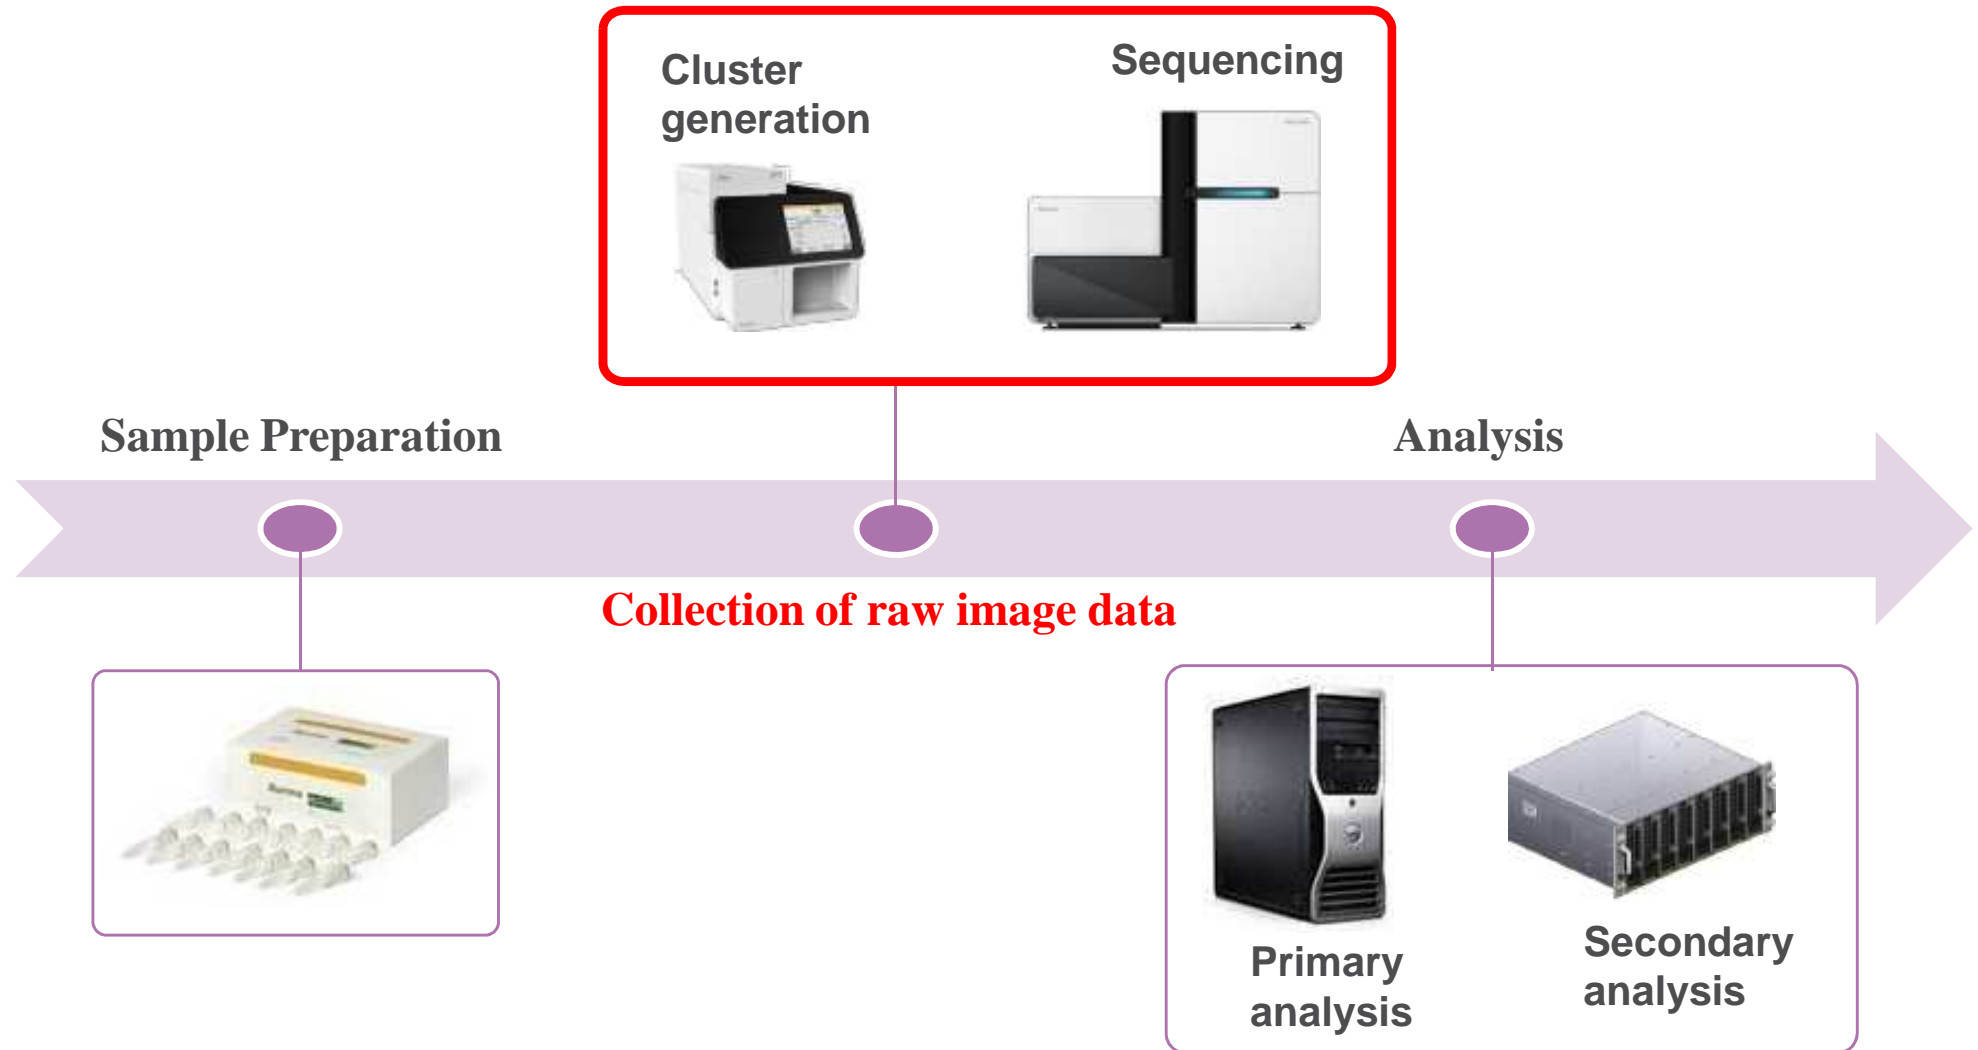 Cluster
generation
Sequencing
Sample Preparation
Analysis
Collection of raw image data
Primary
analysis
Secondary
analysis